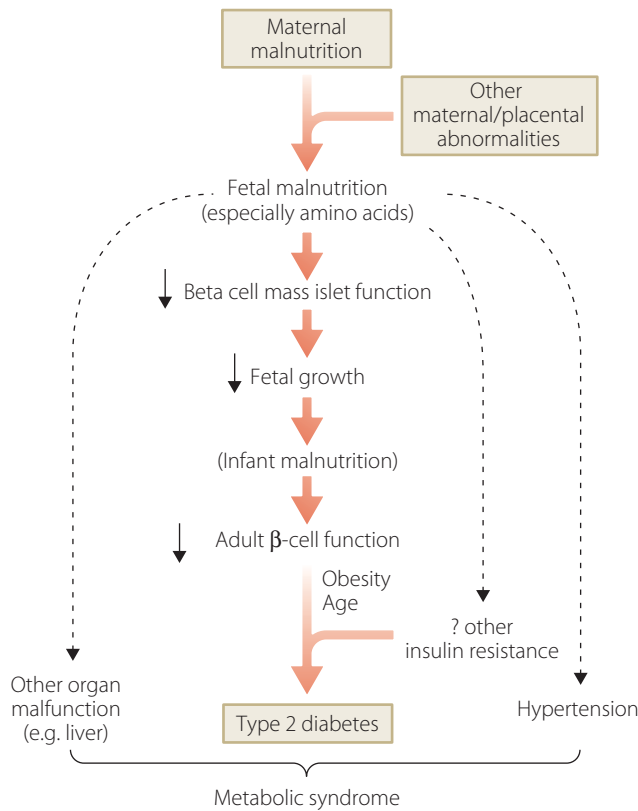 Maternal
malnutrition
Other
maternal/placental
abnormalities
Fetal malnutrition
(especially amino acids)
Beta cell mass islet function
Fetal growth
(Infant malnutrition)
Adult β-cell function
Obesity
Age
? other
insulin resistance
Other organ
malfunction
(e.g. liver)
Type 2 diabetes
Hypertension
Metabolic syndrome